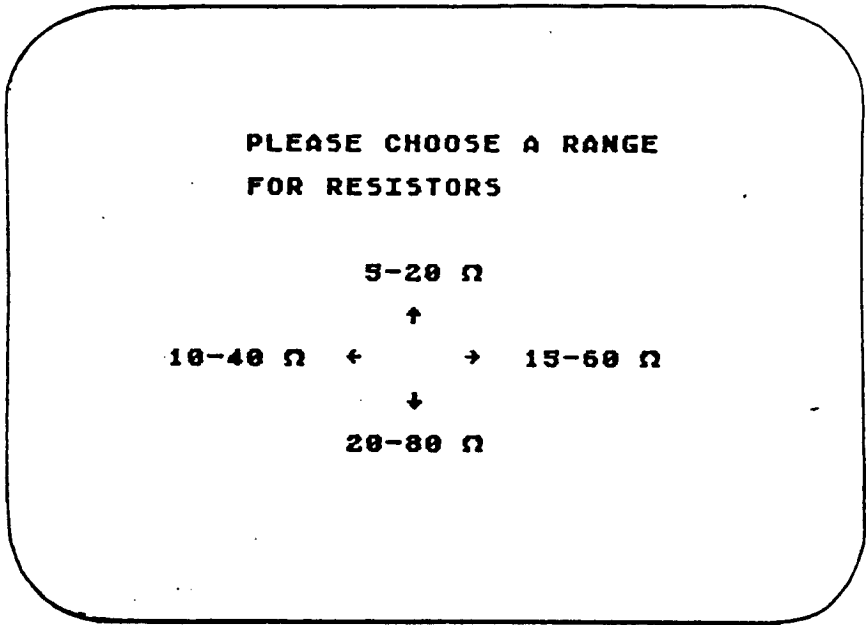 PLEASE CHOOSE A RANGE
FOR RESISTORS
5-20 Ω
↑
10-40 Ω ← → 15-60 Ω
↓
20-80 Ω